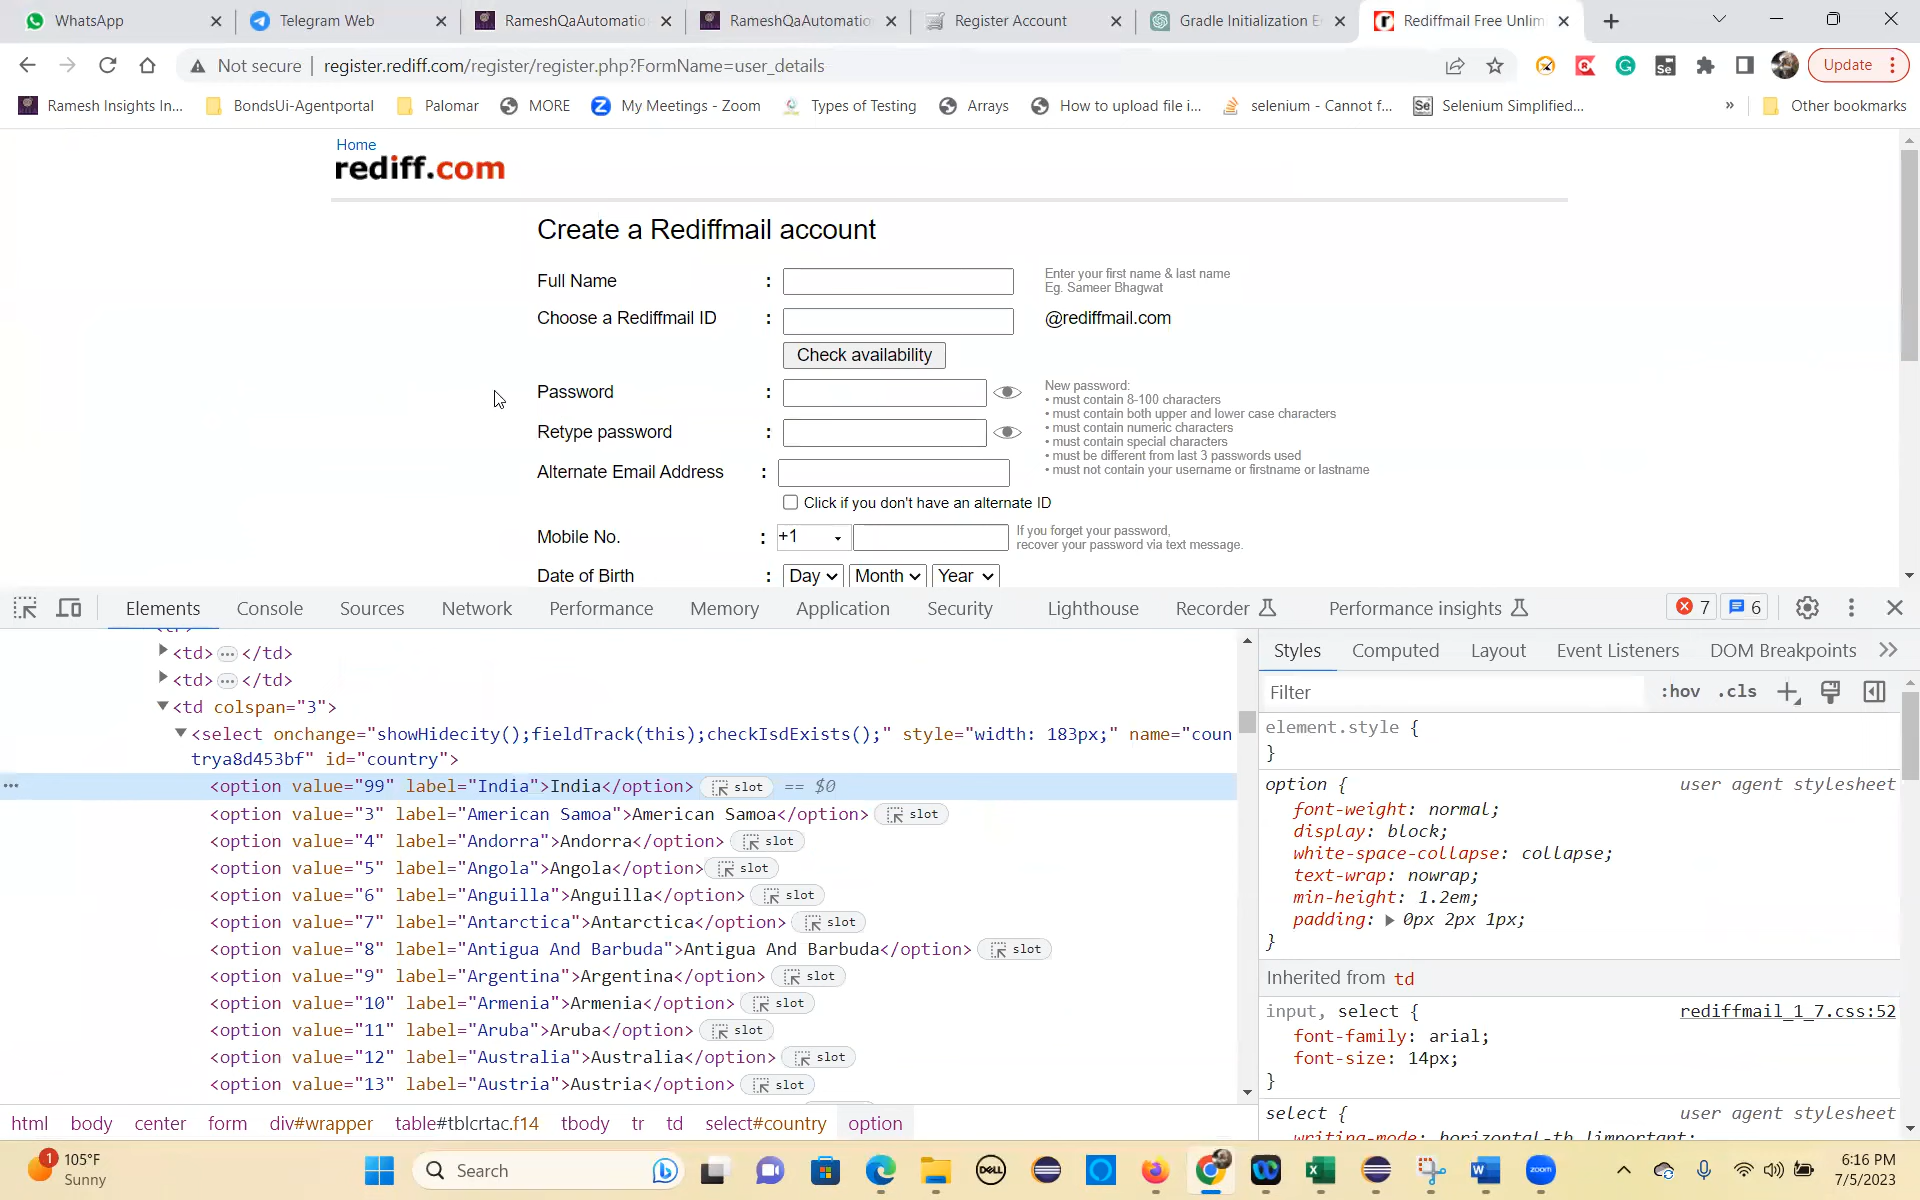 WhatsApp
Telegram Web
RameshQaAutomatio
RameshQaAutomatio
Register Account
Gradle Initialization E
Rediffmail Free Unlim
Not secure
register.rediff.com/register/register.php?FormName=user_details
Update
Ramesh Insights In...
BondsUi-Agentportal
Palomar
MORE
My Meetings - Zoom
Types of Testing
Arrays
How to upload file i...
selenium - Cannot f...
Selenium Simplified...
»
Other bookmarks
Home
rediff.com
Create a Rediffmail account
Full Name :
Enter your first name & last name
Eg. Sameer Bhagwat
Choose a Rediffmail ID : @rediffmail.com
Check availability
Password :
New password:
• must contain 8-100 characters
• must contain both upper and lower case characters
• must contain numeric characters
• must contain special characters
• must be different from last 3 passwords used
• must not contain your username or firstname or lastname
Retype password :
Alternate Email Address :
Click if you don't have an alternate ID
Mobile No. : +1
If you forget your password,
recover your password via text message.
Date of Birth : Day Month Year
Elements
Console
Sources
Network
Performance
Memory
Application
Security
Lighthouse
Recorder
Performance insights
7
6
<td> ... </td>
<td> ... </td>
<td colspan="3">
<select onchange="showHidecity();fieldTrack(this);checkIsdExists();" style="width: 183px;" name="coun
trya8d453bf" id="country">
<option value="99" label="India">India</option> slot == $0
<option value="3" label="American Samoa">American Samoa</option> slot
<option value="4" label="Andorra">Andorra</option> slot
<option value="5" label="Angola">Angola</option> slot
<option value="6" label="Anguilla">Anguilla</option> slot
<option value="7" label="Antarctica">Antarctica</option> slot
<option value="8" label="Antigua And Barbuda">Antigua And Barbuda</option> slot
<option value="9" label="Argentina">Argentina</option> slot
<option value="10" label="Armenia">Armenia</option> slot
<option value="11" label="Aruba">Aruba</option> slot
<option value="12" label="Australia">Australia</option> slot
<option value="13" label="Austria">Austria</option> slot
html body center form div#wrapper table#tblcrtac.f14 tbody tr td select#country option
Styles
Computed
Layout
Event Listeners
DOM Breakpoints
Filter
:hov .cls
element.style {
}
option { user agent stylesheet
font-weight: normal;
display: block;
white-space-collapse: collapse;
text-wrap: nowrap;
min-height: 1.2em;
padding: 0px 2px 1px;
}
Inherited from td
input, select { rediffmail_1_7.css:52
font-family: arial;
font-size: 14px;
}
select { user agent stylesheet
writing-mode: horizontal-tb !important;
1
105°F
Sunny
Search
Se
DELL
zoom
6:16 PM
7/5/2023